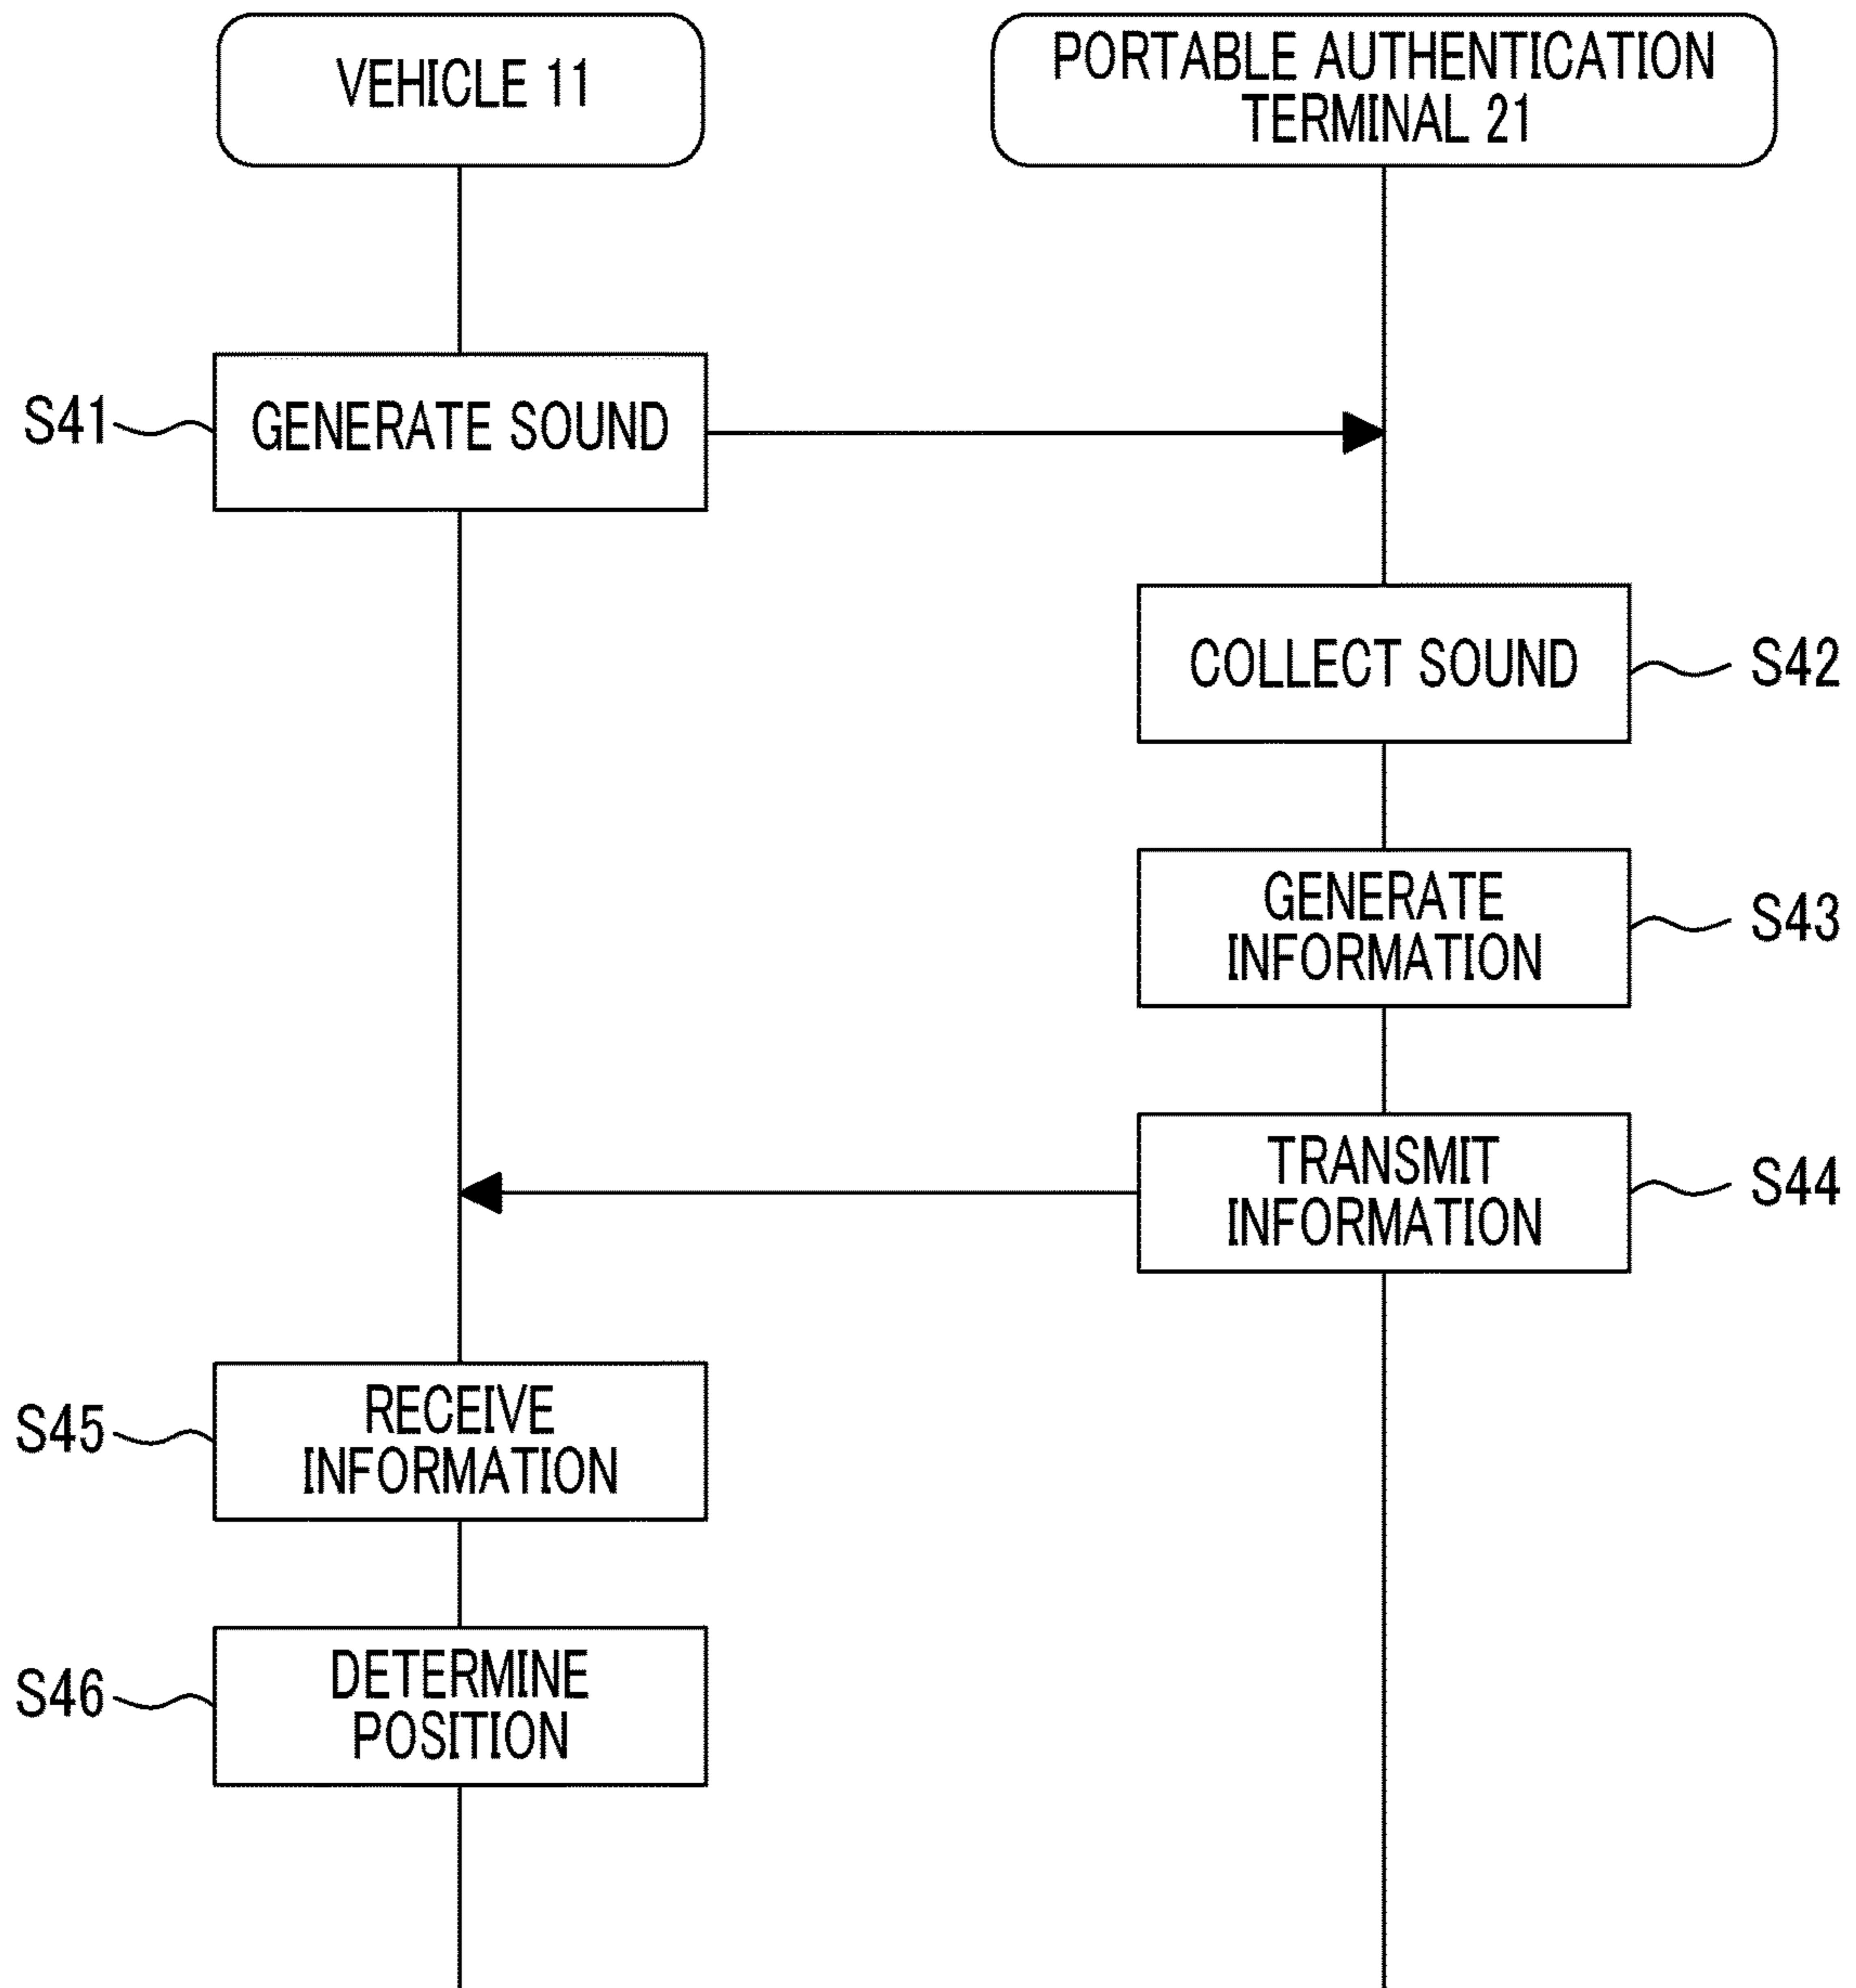 VEHICLE 11
PORTABLE AUTHENTICATION
TERMINAL 21
S41
GENERATE SOUND
COLLECT SOUND
S42
GENERATE
INFORMATION
S43
TRANSMIT
INFORMATION
S44
S45
RECEIVE
INFORMATION
S46
DETERMINE
POSITION